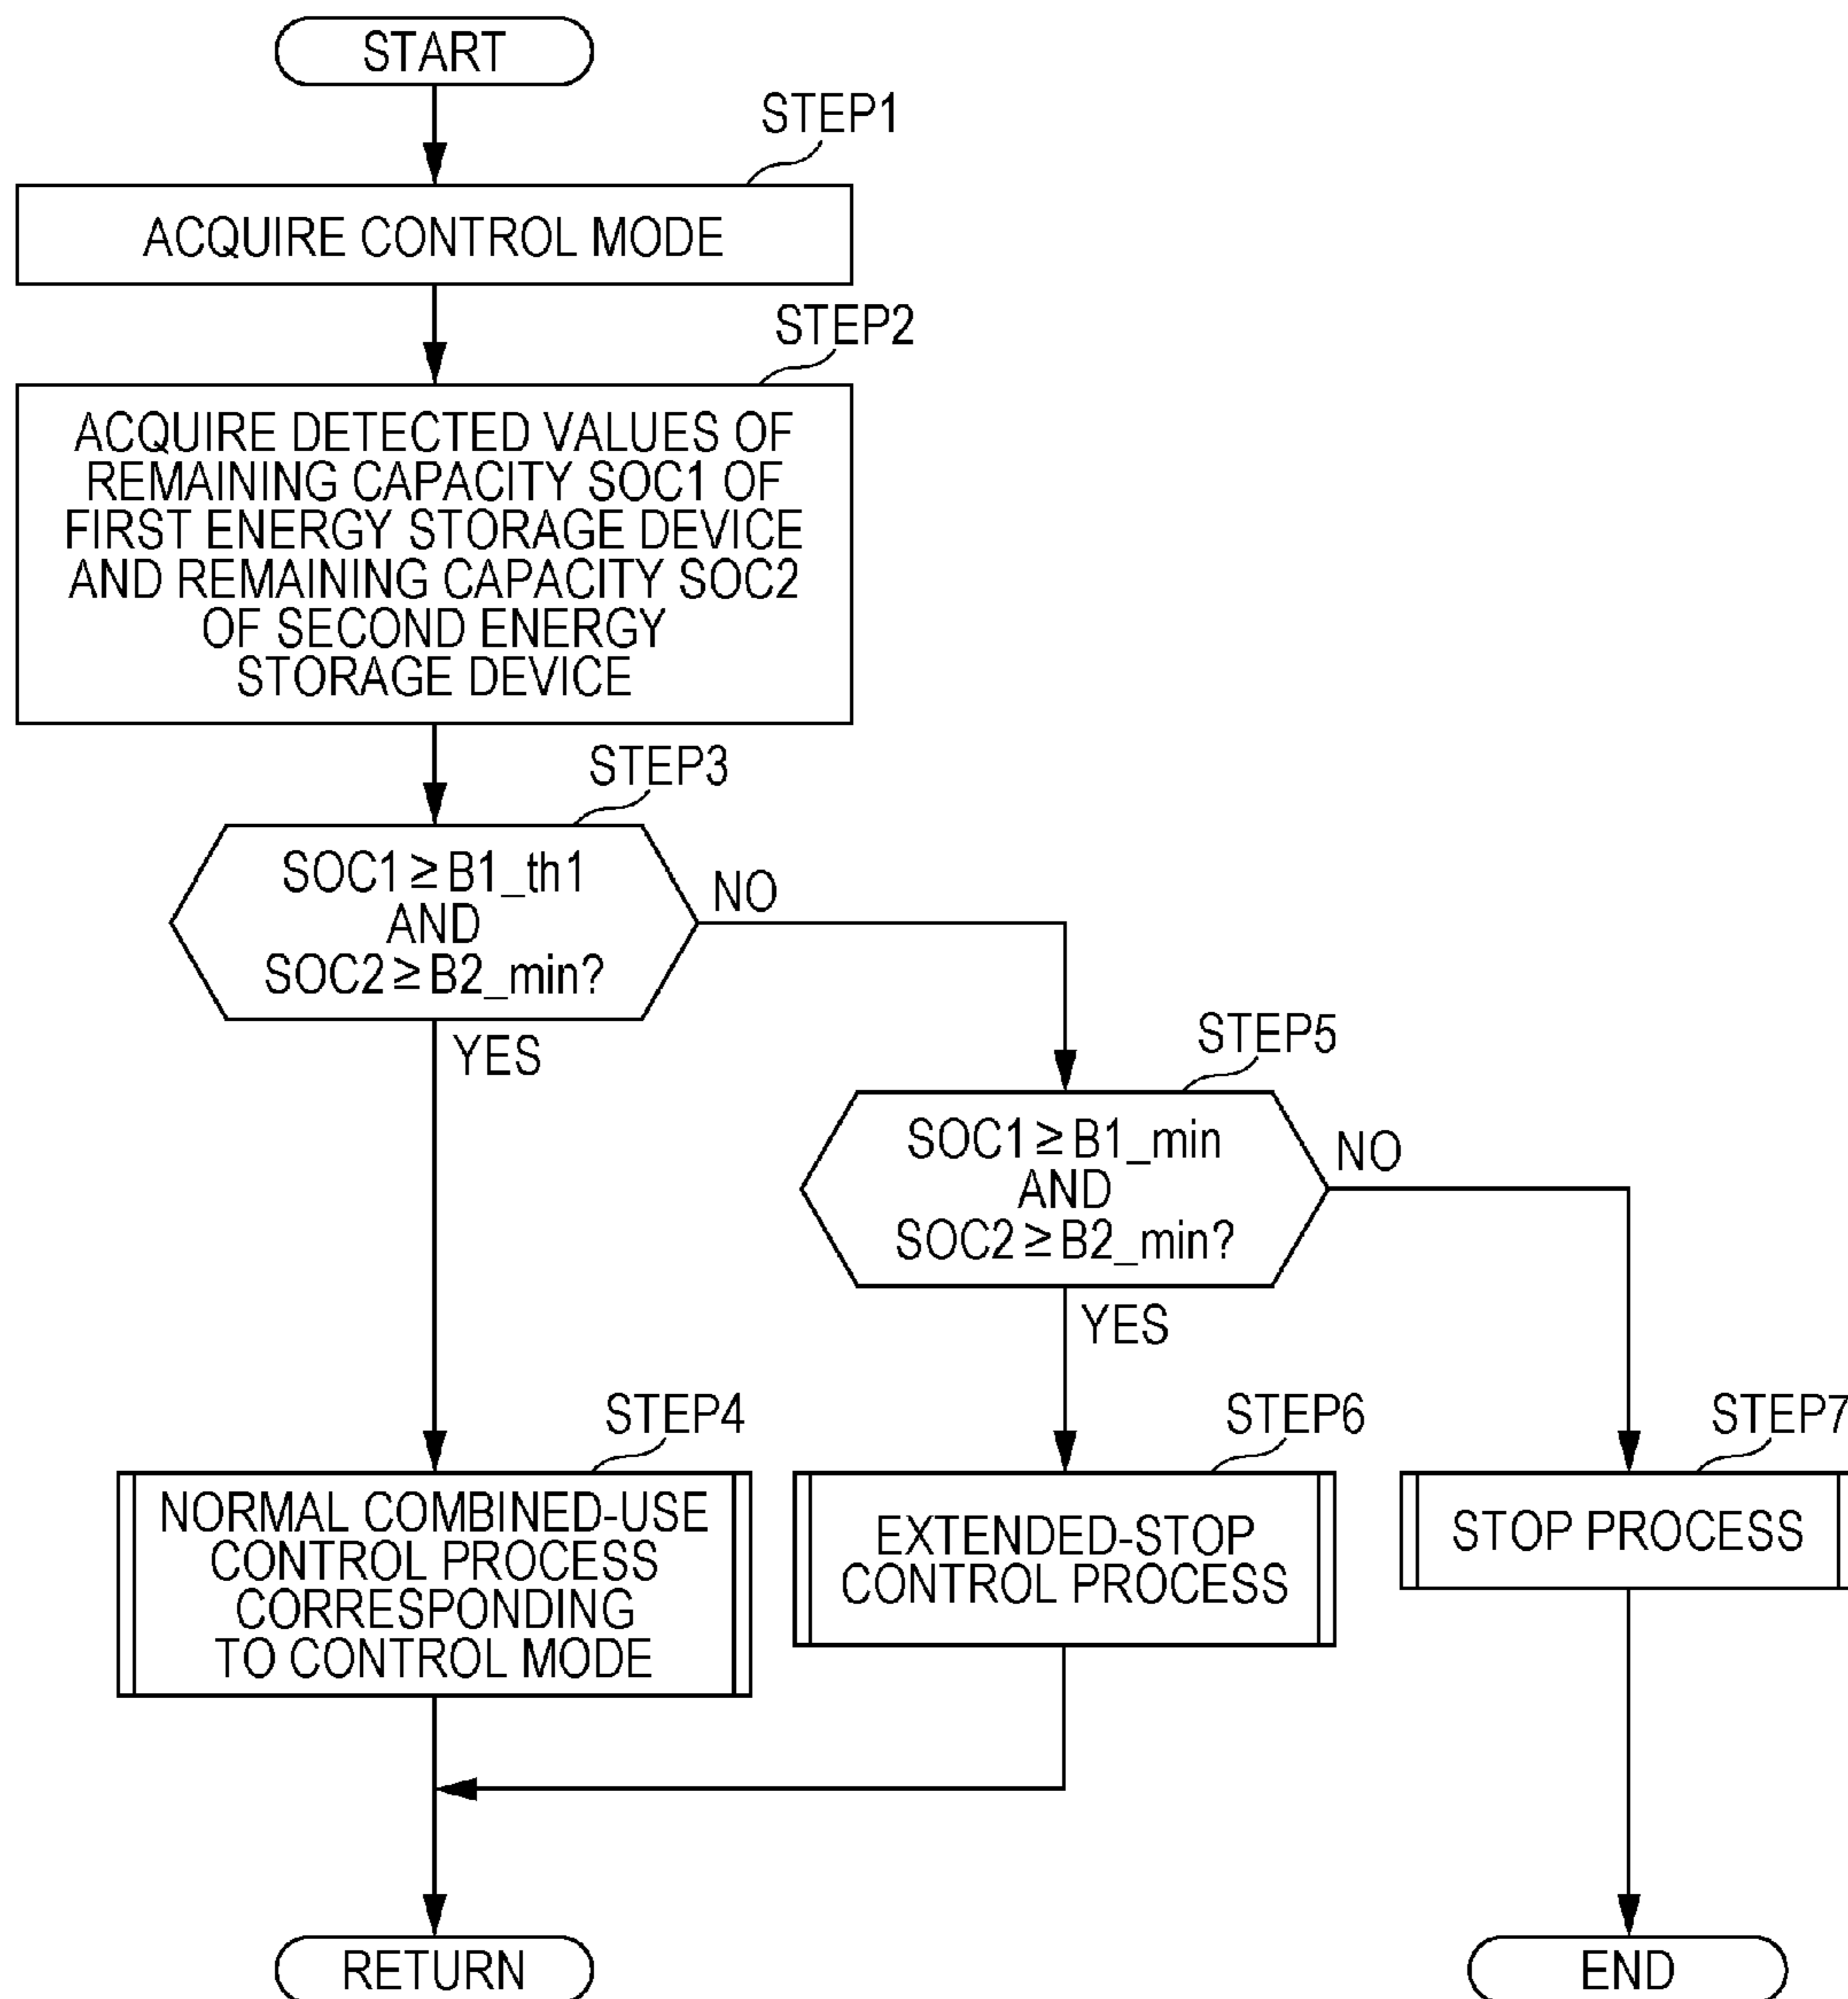 START
STEP1
ACQUIRE CONTROL MODE
STEP2
ACQUIRE DETECTED VALUES OF
REMAINING CAPACITY SOC1 OF
FIRST ENERGY STORAGE DEVICE
AND REMAINING CAPACITY SOC2
OF SECOND ENERGY
STORAGE DEVICE
STEP3
SOC1≥B1_th1
AND
SOC2≥B2_min?
NO
YES
STEP5
SOC1≥B1_min
AND
SOC2≥B2_min?
NO
YES
STEP4
NORMAL COMBINED-USE
CONTROL PROCESS
CORRESPONDING
TO CONTROL MODE
STEP6
EXTENDED-STOP
CONTROL PROCESS
STEP7
STOP PROCESS
RETURN
END